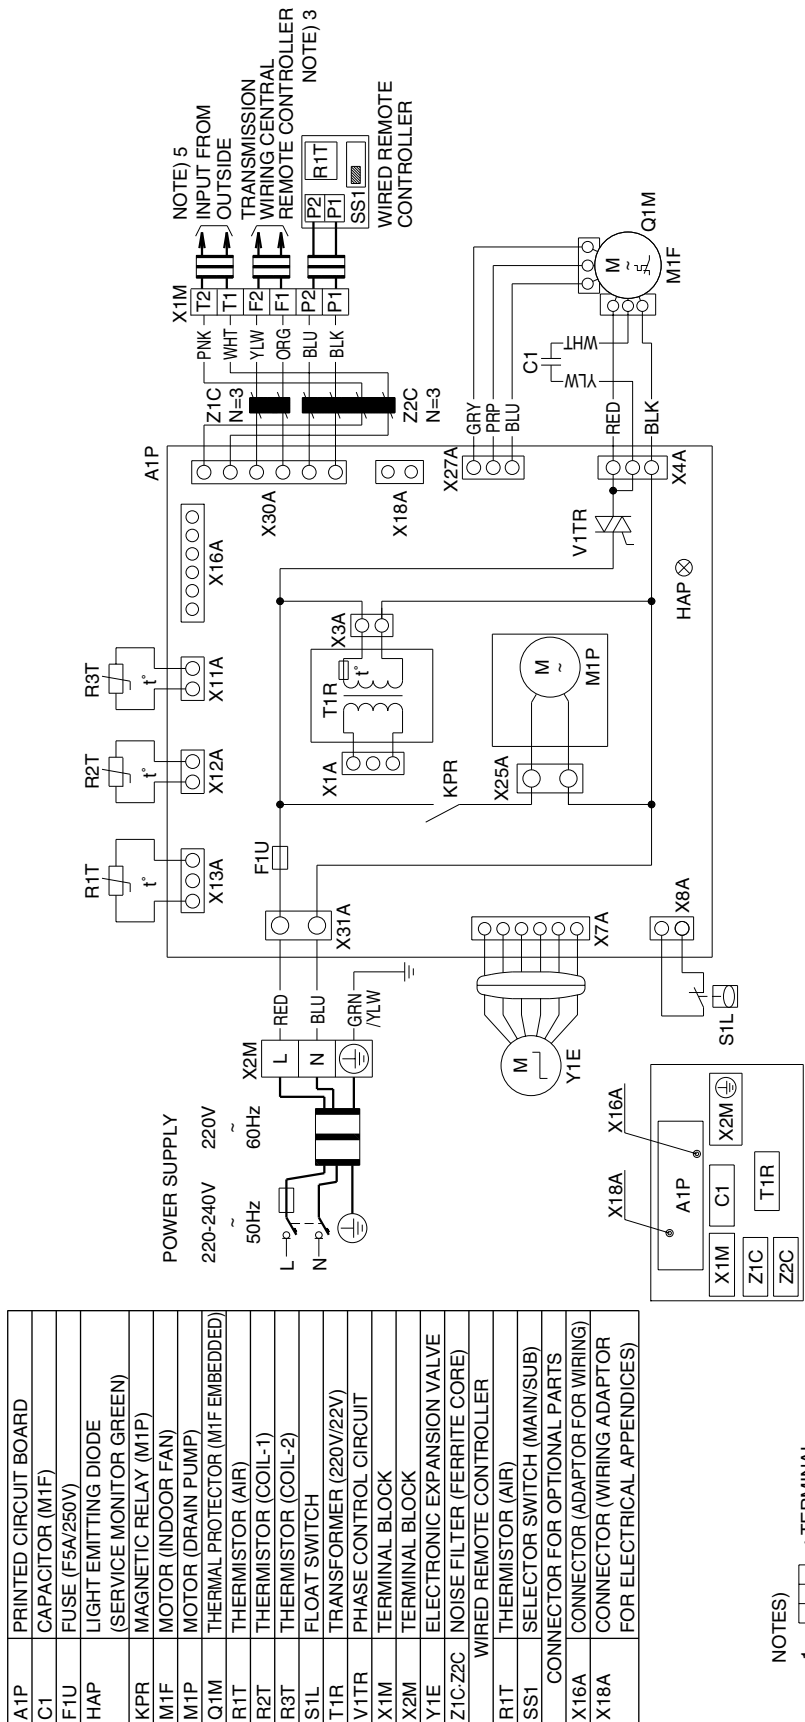 A1P PRINTED CIRCUIT BOARD
C1 CAPACITOR (M1F)
F1U FUSE (F5A/250V)
HAP LIGHT EMITTING DIODE
(SERVICE MONITOR GREEN)
KPR MAGNETIC RELAY (M1P)
M1F MOTOR (INDOOR FAN)
M1P MOTOR (DRAIN PUMP)
Q1M THERMAL PROTECTOR (M1F EMBEDDED)
R1T THERMISTOR (AIR)
R2T THERMISTOR (COIL-1)
R3T THERMISTOR (COIL-2)
S1L FLOAT SWITCH
T1R TRANSFORMER (220V/22V)
V1TR PHASE CONTROL CIRCUIT
X1M TERMINAL BLOCK
X2M TERMINAL BLOCK
Y1E ELECTRONIC EXPANSION VALVE
Z1C·Z2C NOISE FILTER (FERRITE CORE)
WIRED REMOTE CONTROLLER
R1T THERMISTOR (AIR)
SS1 SELECTOR SWITCH (MAIN/SUB)
CONNECTOR FOR OPTIONAL PARTS
X16A CONNECTOR (ADAPTOR FOR WIRING)
X18A CONNECTOR (WIRING ADAPTOR
FOR ELECTRICAL APPENDICES)
NOTES)
POWER SUPPLY
220-240V 220V
~ ~
50Hz 60Hz
L
N
X2M
L
N
RED
BLU
GRN
/YLW
X31A
F1U
R1T
t°
X13A
R2T
t°
X12A
R3T
t°
X11A
X16A
A1P
X30A
X18A
Z1C
N=3
Z2C
N=3
PNK
WHT
YLW
ORG
BLU
BLK
X1M
T2
T1
F2
F1
P2
P1
NOTE) 5
INPUT FROM
OUTSIDE
TRANSMISSION
WIRING CENTRAL
REMOTE CONTROLLER
NOTE) 3
P2
P1
R1T
SS1
WIRED REMOTE
CONTROLLER
X1A
T1R
t°
X3A
KPR
X25A
M
~
M1P
V1TR
HAP
X27A
GRY
PRP
BLU
X4A
RED
BLK
YLW
WHT
C1
M
~
Q1M
M1F
M
Y1E
X7A
X8A
S1L
X18A
X16A
A1P
X1M
C1
X2M
Z1C
T1R
Z2C